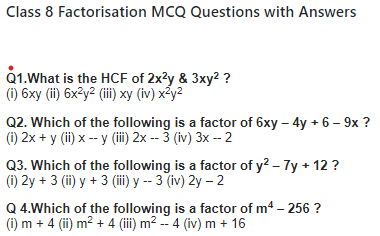 Class 8 Factorisation MCQ Questions with Answers
Q1.What is the HCF of 2x²y & 3xy² ?
(i) 6xy (ii) 6x²y² (iii) xy (iv) x²y²
Q2. Which of the following is a factor of 6xy – 4y + 6 – 9x ?
(i) 2x + y (ii) x -- y (iii) 2x -- 3 (iv) 3x -- 2
Q3. Which of the following is a factor of y² – 7y + 12 ?
(i) 2y + 3 (ii) y + 3 (iii) y -- 3 (iv) 2y – 2
Q 4.Which of the following is a factor of m⁴ – 256 ?
(i) m + 4 (ii) m² + 4 (iii) m² -- 4 (iv) m + 16